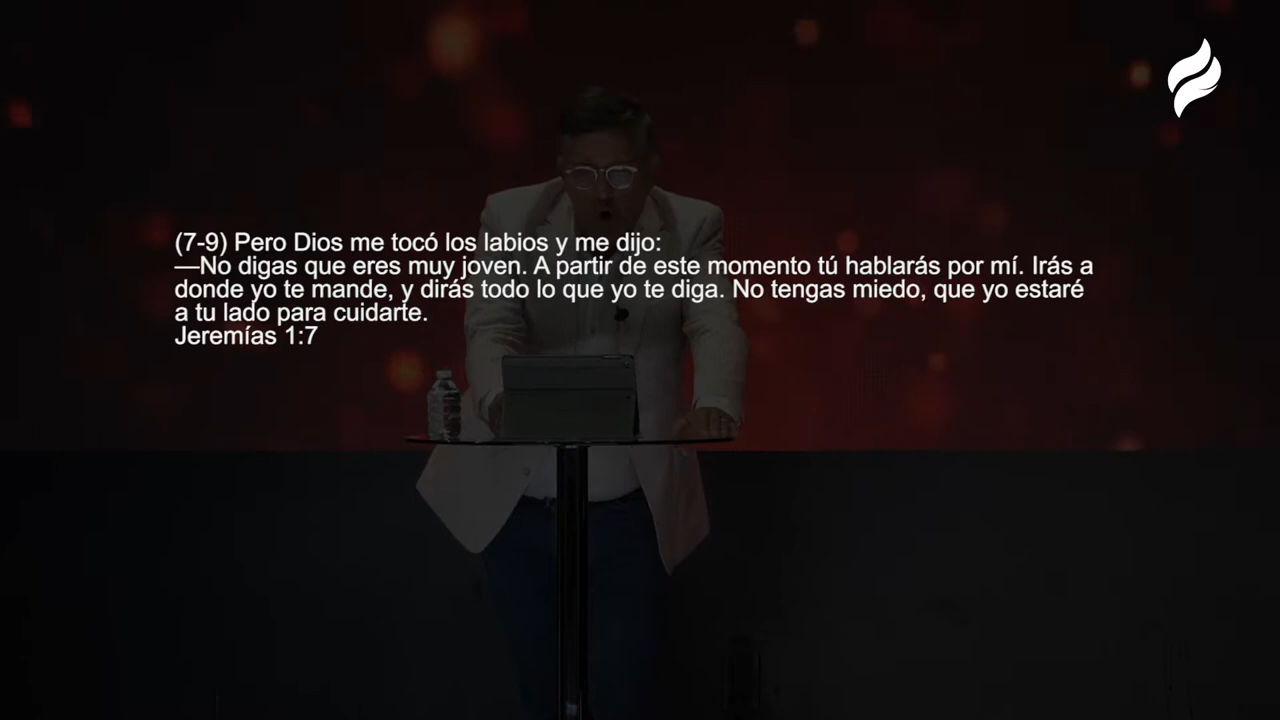 (7-9) Pero Dios me tocó los labios y me dijo:
—No digas que eres muy joven. A partir de este momento tú hablarás por mí. Irás a
donde yo te mande, y dirás todo lo que yo te diga. No tengas miedo, que yo estaré
a tu lado para cuidarte.
Jeremías 1:7